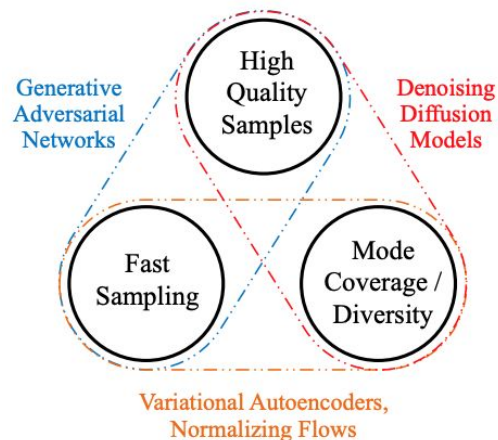 High
Quality
Samples
Generative
Adversarial
Networks
Denoising
Diffusion
Models
Fast
Sampling
Mode
Coverage /
Diversity
Variational Autoencoders,
Normalizing Flows